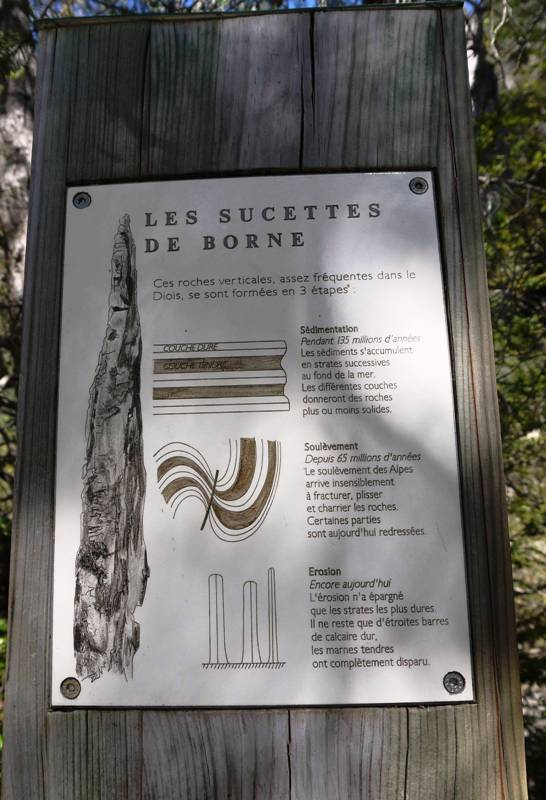 LES SUCETTES
DE BORNE
Ces roches verticales, assez fréquentes dans le
Diois, se sont formées en 3 étapes :
COUCHE DURE
COUCHE TENDRE
Sédimentation
Pendant 135 millions d'années
Les sédiments s'accumulent
en strates successives
au fond de la mer.
Les différentes couches
donneront des roches
plus ou moins solides.
Soulèvement
Depuis 65 millions d'années
Le soulèvement des Alpes
arrive insensiblement
à fracturer, plisser
et charrier les roches.
Certaines parties
sont aujourd'hui redressées.
Erosion
Encore aujourd'hui
L'érosion n'a épargné
que les strates les plus dures.
Il ne reste que d'étroites barres
de calcaire dur,
les marnes tendres
ont complètement disparu.